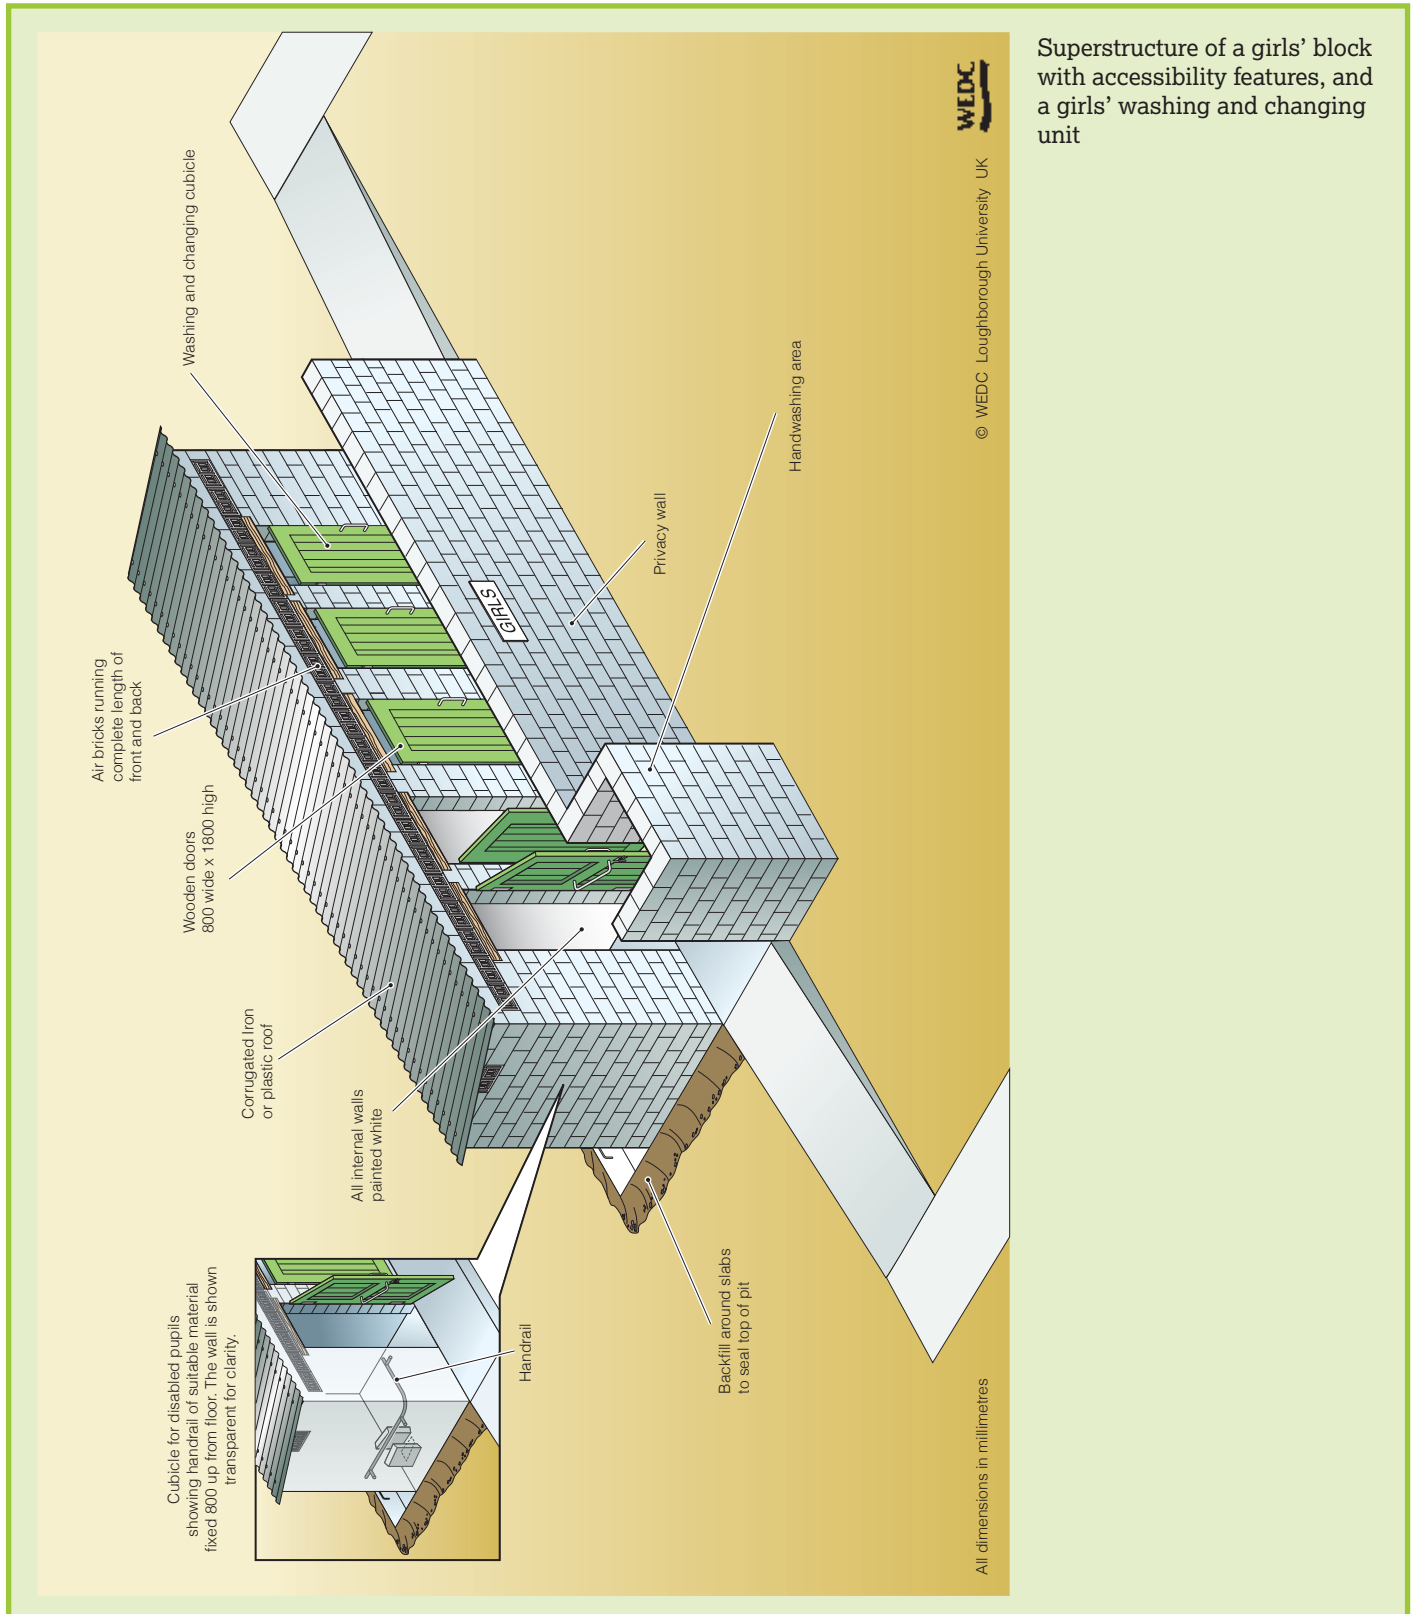 Superstructure of a girls’ block
with accessibility features, and
a girls’ washing and changing
unit
Cubicle for disabled pupils
showing handrail of suitable material
fixed 800 up from floor. The wall is shown
transparent for clarity.
Handrail
All internal walls
painted white
Corrugated Iron
or plastic roof
Wooden doors
800 wide x 1800 high
Air bricks running
complete length of
front and back
Washing and changing cubicle
GIRLS
Privacy wall
Handwashing area
Backfill around slabs
to seal top of pit
All dimensions in millimetres
© WEDC Loughborough University UK
WEDC